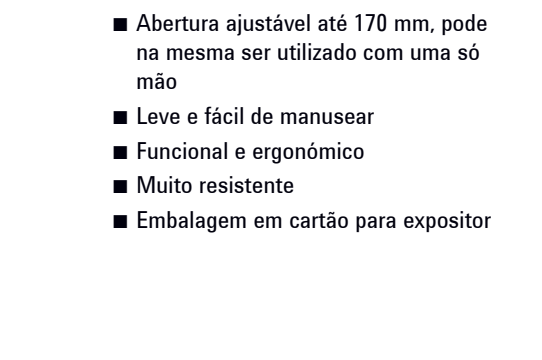 ■ Abertura ajustável até 170 mm, pode
na mesma ser utilizado com uma só
mão
■ Leve e fácil de manusear
■ Funcional e ergonómico
■ Muito resistente
■ Embalagem em cartão para expositor